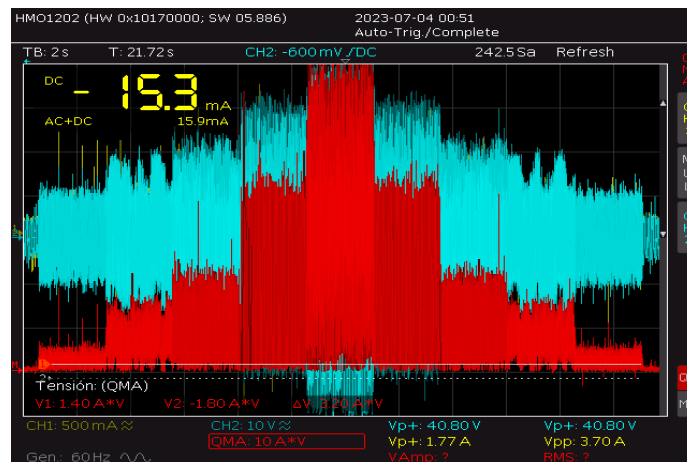 HMO1202 (HW 0x10170000; SW 05.886)
2023-07-04 00:51
Auto-Trig./Complete
TB: 2 s
T: 21.72 s
CH2: -600 mV / DC
242.5 Sa
Refresh
DC
- 15.3 mA
AC+DC
15.9mA
Tensión: (QMA)
V1: 1.40 A*V
V2: -1.80 A*V
ΔV: 3.20 A*V
CH1: 500 mA
CH2: 10 V
Vp+: 40.80 V
Vp+: 40.80 V
QMA: 10 A*V
Vp+: 1.77 A
Vpp: 3.70 A
Gen.: 60 Hz
VAmp: ?
RMS: ?